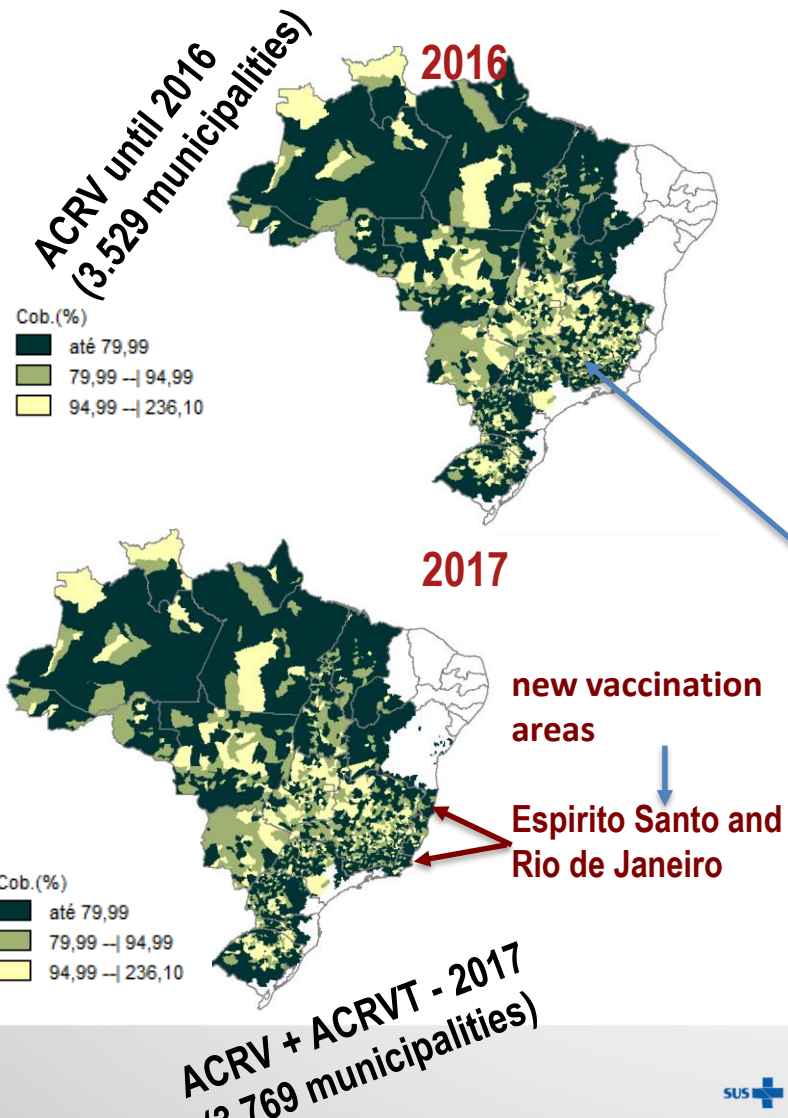 ACRV until 2016
(3.529 municipalities)
2016
Cob.(%)
até 79,99
79,99 --| 94,99
94,99 --| 236,10
2017
new vaccination
areas
Espirito Santo and
Rio de Janeiro
Cob.(%)
até 79,99
79,99 --| 94,99
94,99 --| 236,10
ACRV + ACRVT - 2017
(3.769 municipalities)
SUS